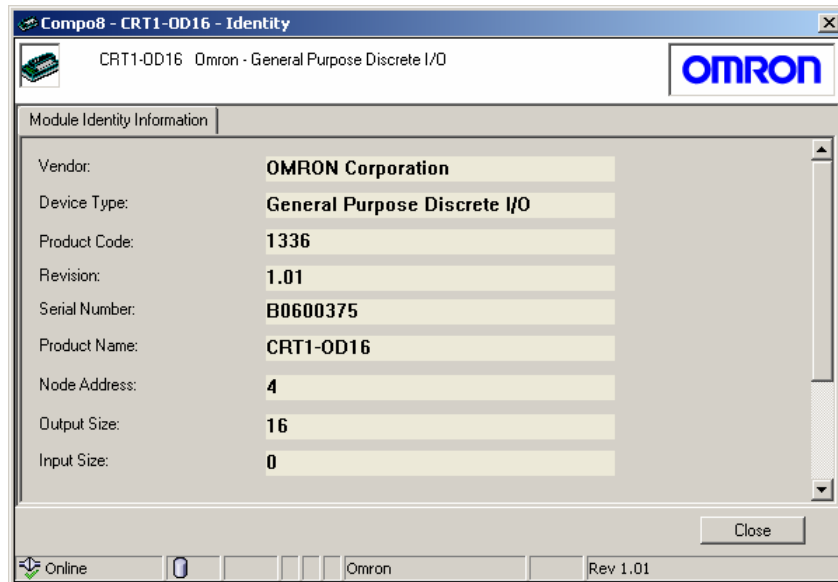 Compo8 - CRT1-OD16 - Identity
CRT1-OD16 Omron - General Purpose Discrete I/O
OMRON
Module Identity Information
Vendor: OMRON Corporation
Device Type: General Purpose Discrete I/O
Product Code: 1336
Revision: 1.01
Serial Number: B0600375
Product Name: CRT1-OD16
Node Address: 4
Output Size: 16
Input Size: 0
Close
Online Omron Rev 1.01